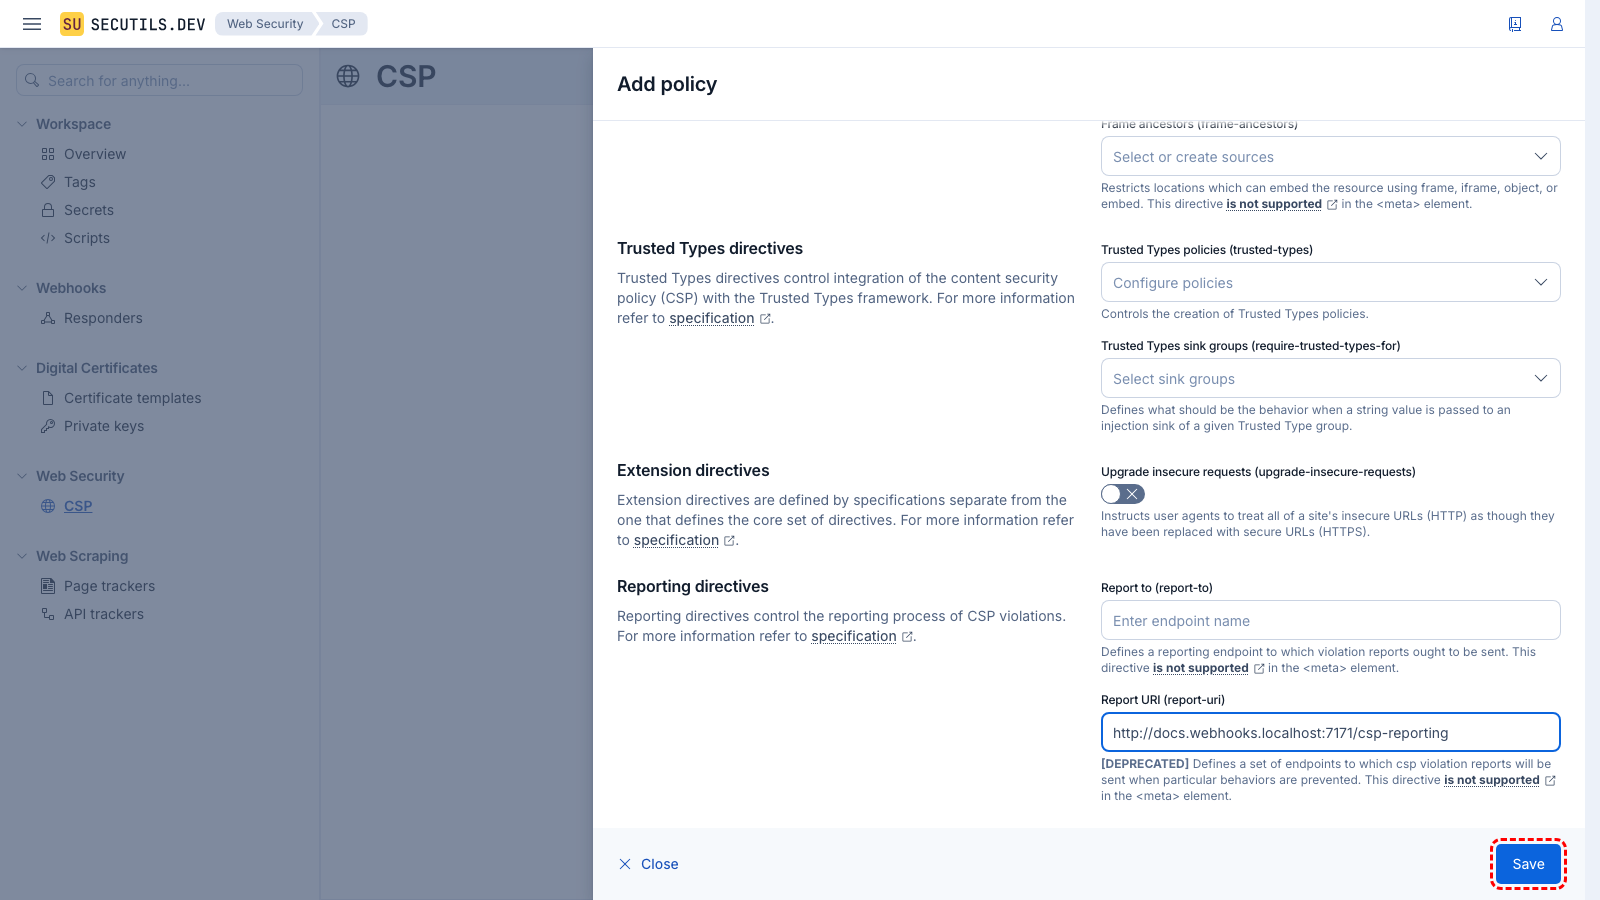 SU SECUTILS.DEV
Web Security
CSP
Search for anything...
Workspace
Overview
Tags
Secrets
Scripts
Webhooks
Responders
Digital Certificates
Certificate templates
Private keys
Web Security
CSP
Web Scraping
Page trackers
API trackers
CSP
Add policy
Frame ancestors (frame-ancestors)
Select or create sources
Restricts locations which can embed the resource using frame, iframe, object, or
embed. This directive is not supported in the <meta> element.
Trusted Types directives
Trusted Types directives control integration of the content security
policy (CSP) with the Trusted Types framework. For more information
refer to specification .
Trusted Types policies (trusted-types)
Configure policies
Controls the creation of Trusted Types policies.
Trusted Types sink groups (require-trusted-types-for)
Select sink groups
Defines what should be the behavior when a string value is passed to an
injection sink of a given Trusted Type group.
Extension directives
Extension directives are defined by specifications separate from the
one that defines the core set of directives. For more information refer
to specification .
Upgrade insecure requests (upgrade-insecure-requests)
Instructs user agents to treat all of a site's insecure URLs (HTTP) as though they
have been replaced with secure URLs (HTTPS).
Reporting directives
Reporting directives control the reporting process of CSP violations.
For more information refer to specification .
Report to (report-to)
Enter endpoint name
Defines a reporting endpoint to which violation reports ought to be sent. This
directive is not supported in the <meta> element.
Report URI (report-uri)
http://docs.webhooks.localhost:7171/csp-reporting
[DEPRECATED] Defines a set of endpoints to which csp violation reports will be
sent when particular behaviors are prevented. This directive is not supported
in the <meta> element.
Close
Save